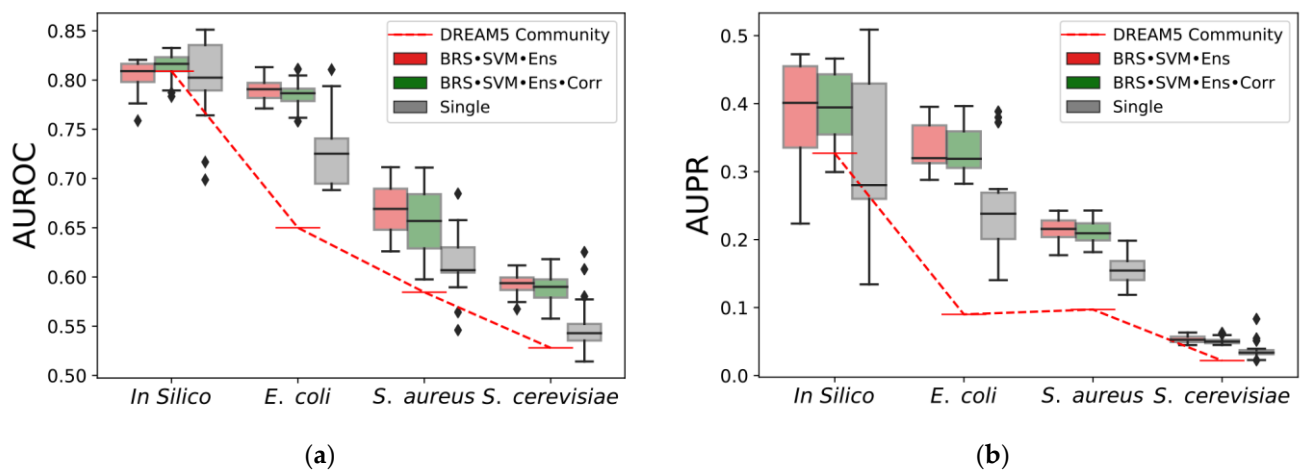 AUROC
0.85
0.80
0.75
0.70
0.65
0.60
0.55
0.50
DREAM5 Community
BRS•SVM•Ens
BRS•SVM•Ens•Corr
Single
In Silico
E. coli
S. aureus
S. cerevisiae
(a)
AUPR
0.5
0.4
0.3
0.2
0.1
0.0
DREAM5 Community
BRS•SVM•Ens
BRS•SVM•Ens•Corr
Single
In Silico
E. coli
S. aureus
S. cerevisiae
(b)